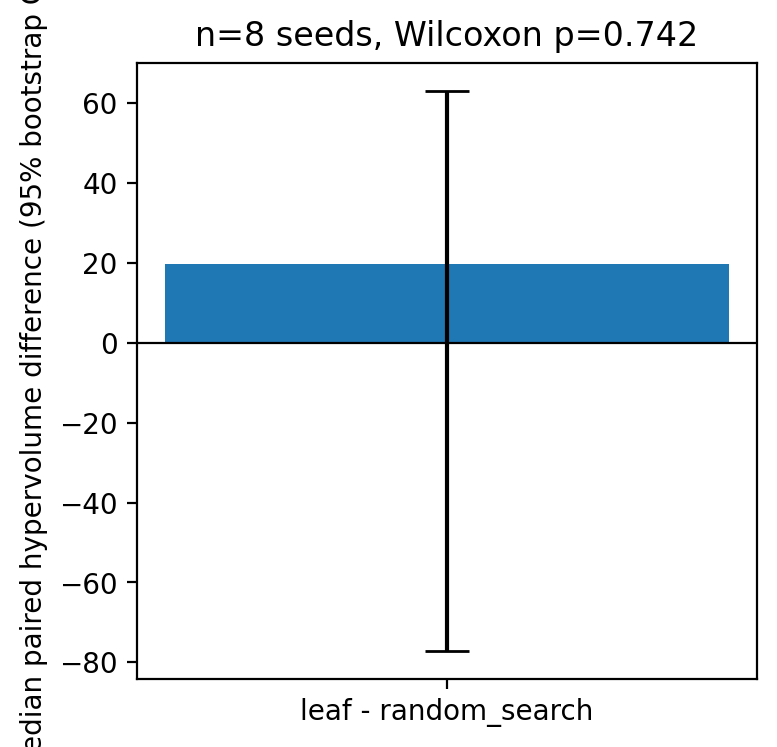 n=8 seeds, Wilcoxon p=0.742
paired hypervolume difference (95% bootstrap
60
40
20
0
−20
−40
−60
−80
leaf - random_search